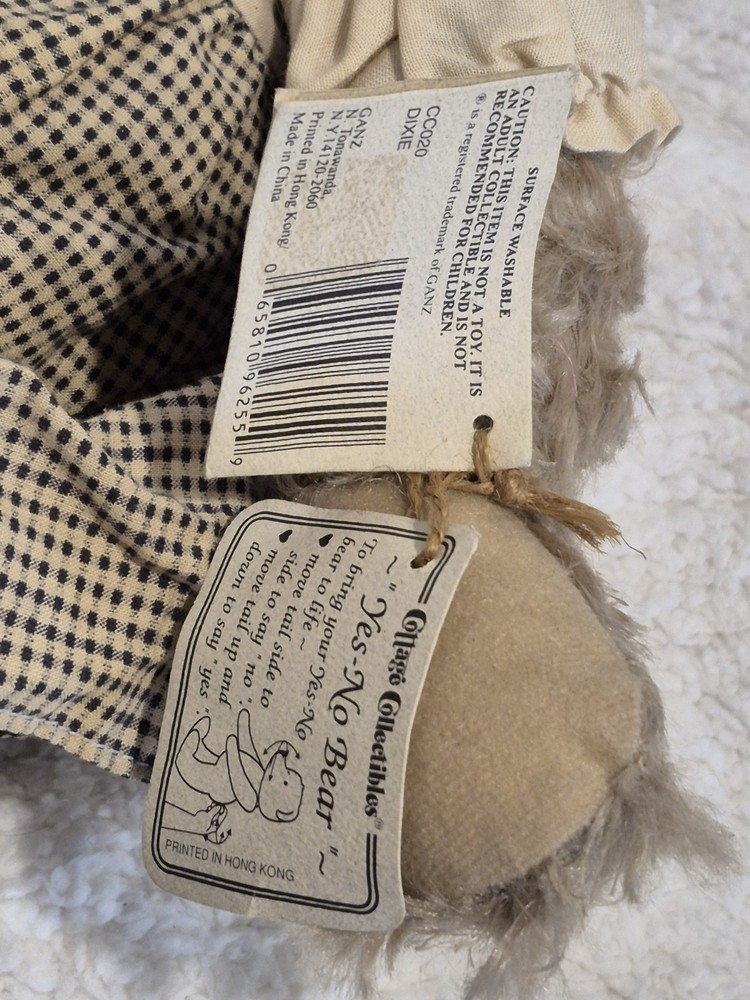 SURFACE WASHABLE
CAUTION: THIS ITEM IS NOT A TOY. IT IS
AN ADULT COLLECTIBLE AND IS NOT
RECOMMENDED FOR CHILDREN.
® is a registered trademark of GANZ
CC020
DIXIE
GANZ
N. Tonawanda,
N.Y.14120-2060
Printed in Hong Kong/
Made in China
0 65810 96255 9
Cottage Collectibles®
~ "Yes-No Bear" ~
To bring your Yes-No
bear to life ~
move tail side to
side to say "no".
move tail up and
down to say "yes".
PRINTED IN HONG KONG